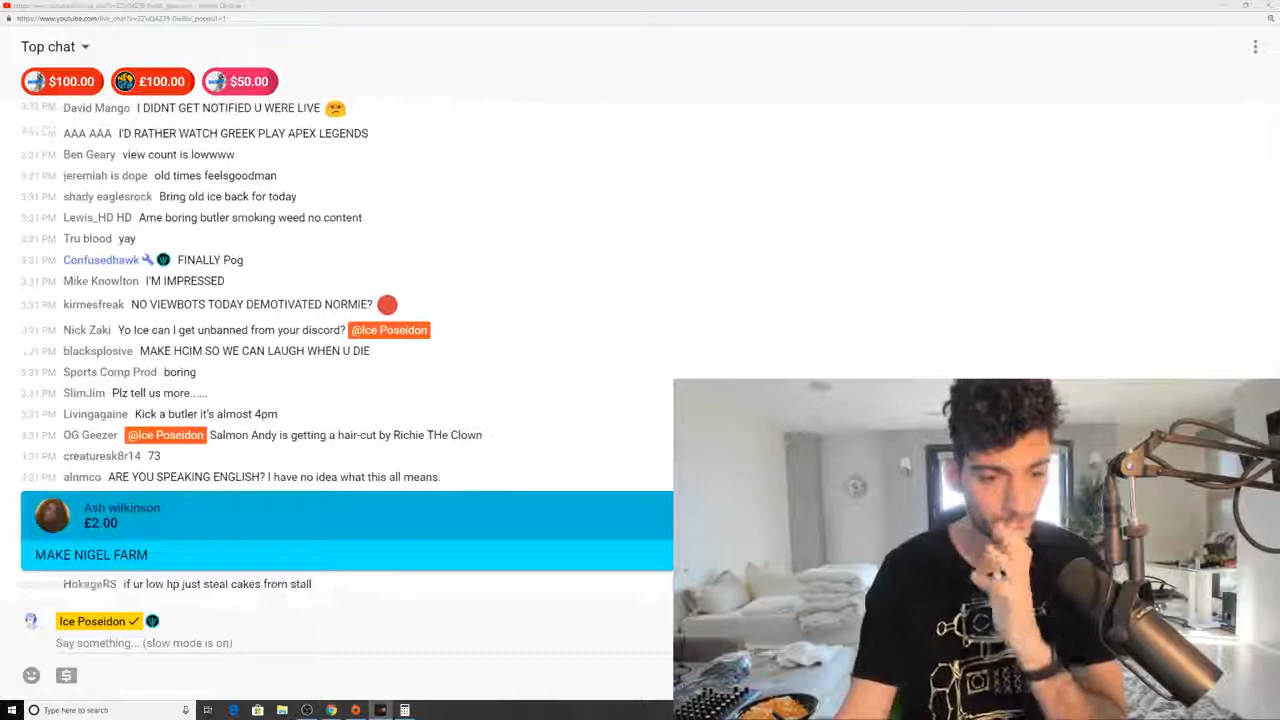 Top chat
$100.00 £100.00 $50.00
3:31 PM David Mango I DIDNT GET NOTIFIED U WERE LIVE
AAA AAA I'D RATHER WATCH GREEK PLAY APEX LEGENDS
3:31 PM Ben Geary view count is lowwww
3:31 PM jeremiah is dope old times feelsgoodman
3:31 PM shady eaglesrock Bring old ice back for today
3:31 PM Lewis_HD HD Ame boring butler smoking weed no content
3:31 PM Tru blood yay
3:31 PM Confusedhawk FINALLY Pog
3:31 PM Mike Knowlton I'M IMPRESSED
3:31 PM kirmesfreak NO VIEWBOTS TODAY DEMOTIVATED NORMIE?
3:31 PM Nick Zaki Yo Ice can I get unbanned from your discord? @Ice Poseidon
3:31 PM blacksplosive MAKE HCIM SO WE CAN LAUGH WHEN U DIE
3:31 PM Sports Comp Prod boring
3:31 PM SlimJim Plz tell us more......
3:31 PM Livingagaine Kick a butler it's almost 4pm
3:31 PM OG Geezer @Ice Poseidon Salmon Andy is getting a hair-cut by Richie THe Clown
3:31 PM creaturesk8r14 73
3:31 PM alnmco ARE YOU SPEAKING ENGLISH? I have no idea what this all means.
Ash wilkinson
£2.00
MAKE NIGEL FARM
HokageRS if ur low hp just steal cakes from stall
Ice Poseidon
Say something... (slow mode is on)
Type here to search